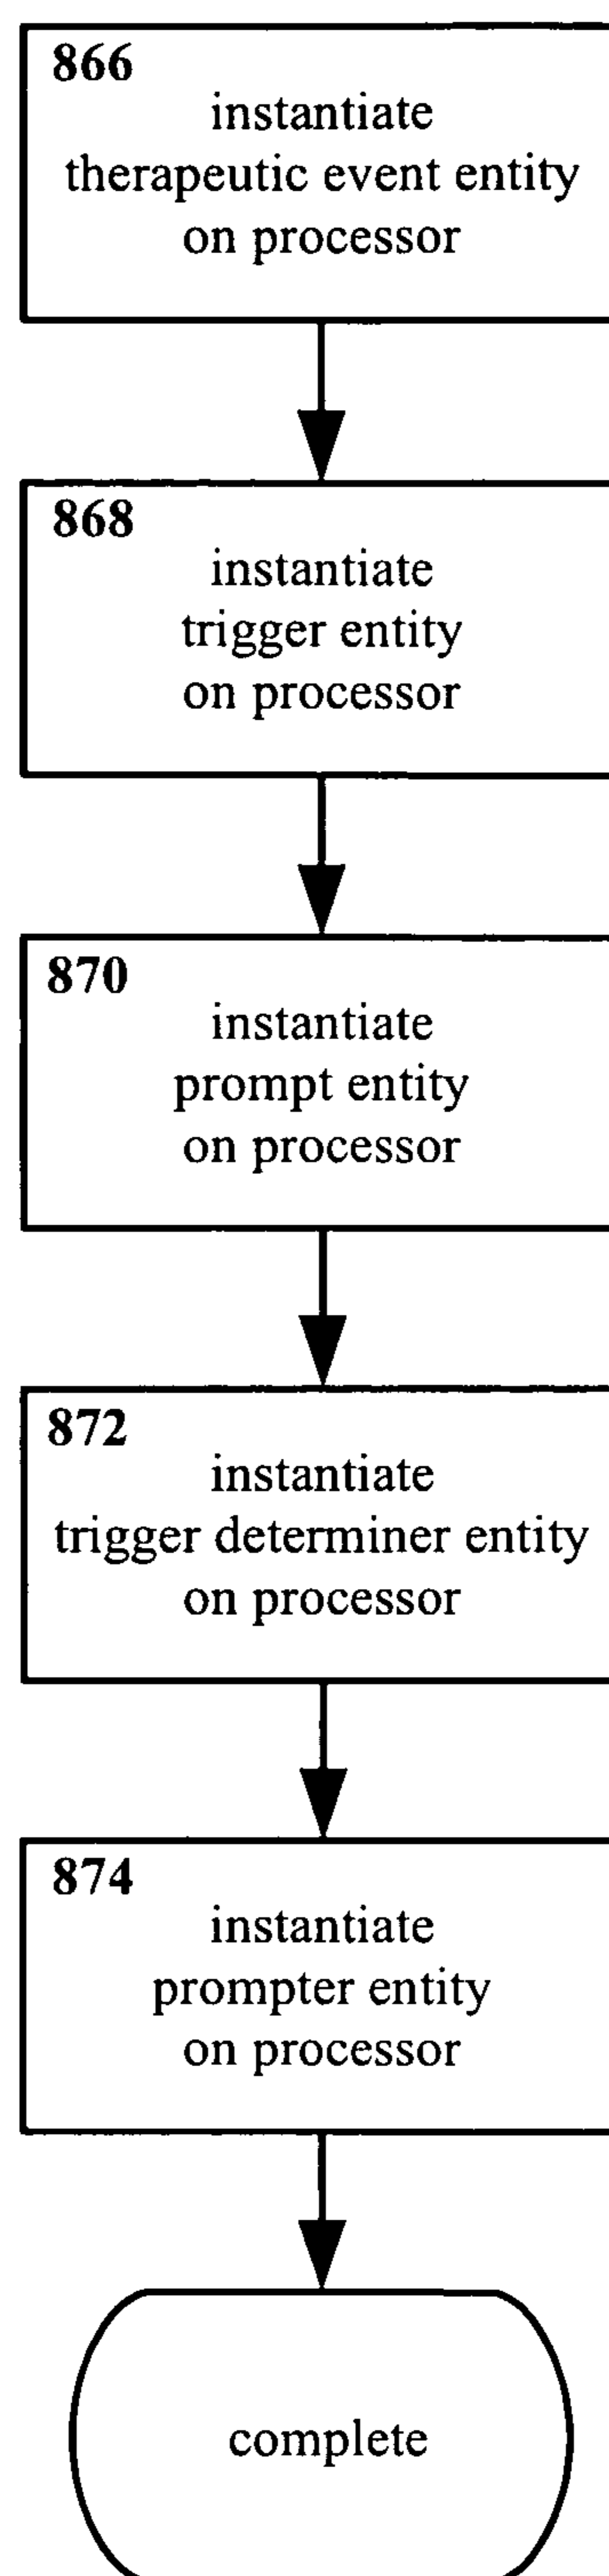 866
instantiate
therapeutic event entity
on processor
868
instantiate
trigger entity
on processor
870
instantiate
prompt entity
on processor
872
instantiate
trigger determiner entity
on processor
874
instantiate
prompter entity
on processor
complete